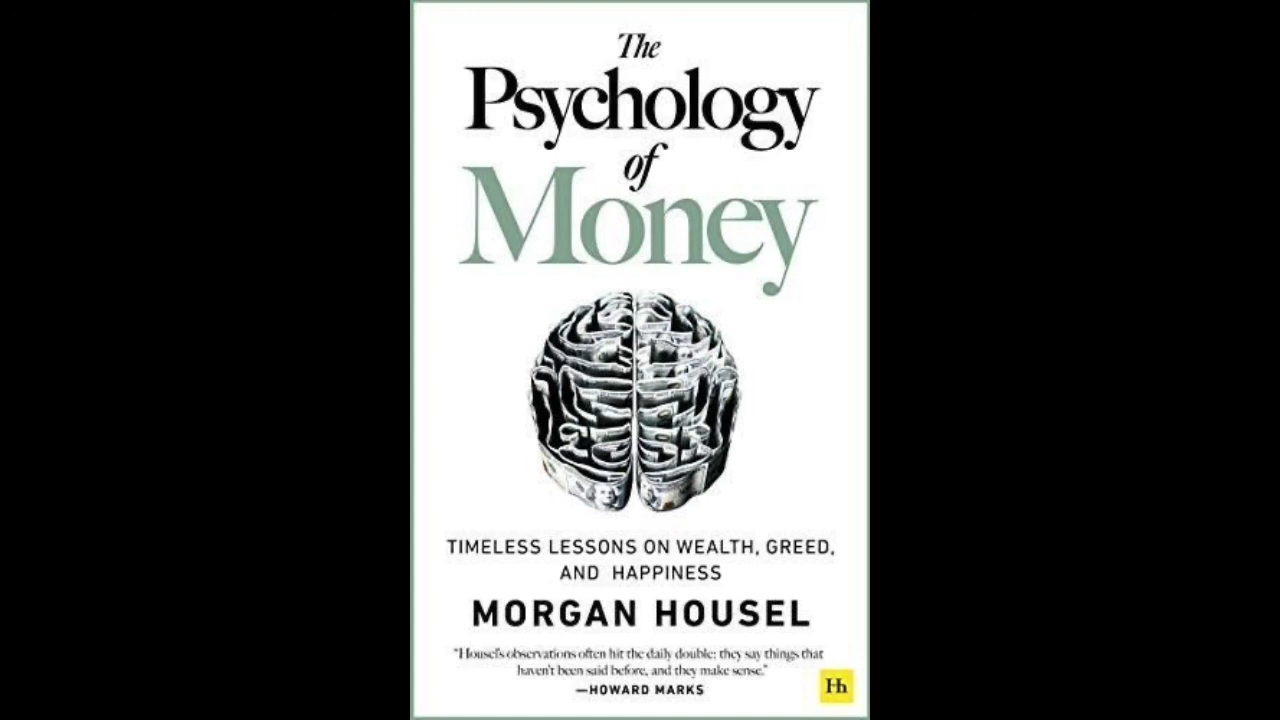 The
Psychology
of
Money
TIMELESS LESSONS ON WEALTH, GREED,
AND HAPPINESS
MORGAN HOUSEL
“Housel’s observations often hit the daily double: they say things that
haven’t been said before, and they make sense.”
—HOWARD MARKS
Hh